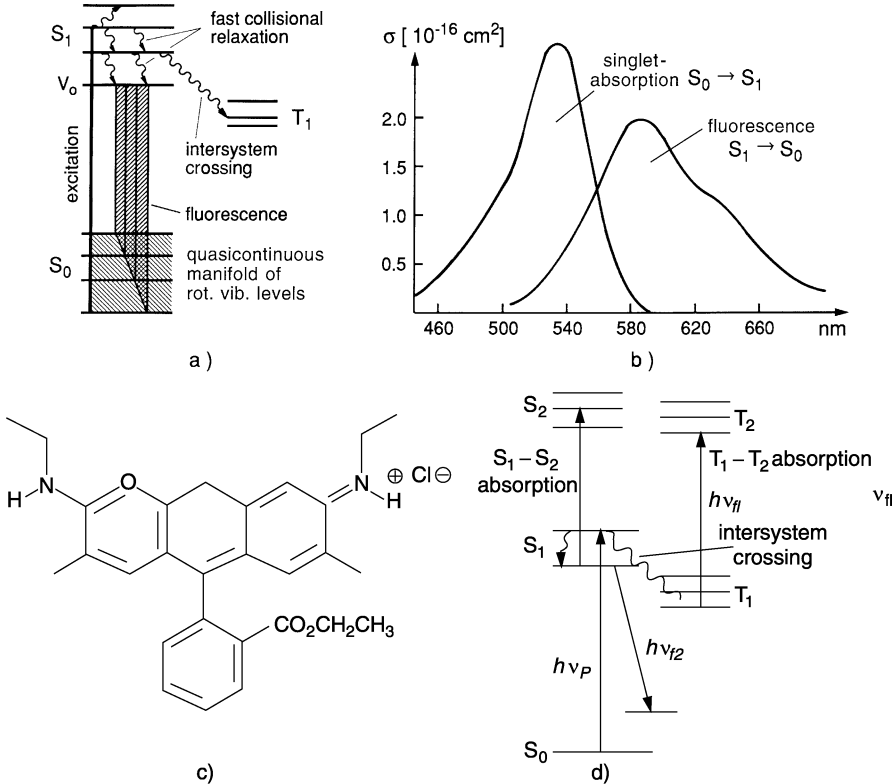 S1
fast collisional
relaxation
V₀
T1
intersystem
crossing
excitation
fluorescence
S0
quasicontinuous
manifold of
rot. vib. levels
a )
σ [ 10-16 cm2]
2.0
1.5
1.0
0.5
singlet-
absorption S0 → S1
fluorescence
S1 → S0
460
500
540
580
620
660
nm
b )
H
N
O
N
H
⊕ Cl⊖
CO2CH2CH3
c)
S2
T2
S1 – S2
absorption
T1 – T2 absorption
hνfl
νfl
S1
intersystem
crossing
T1
hνP
hνf2
S0
d)